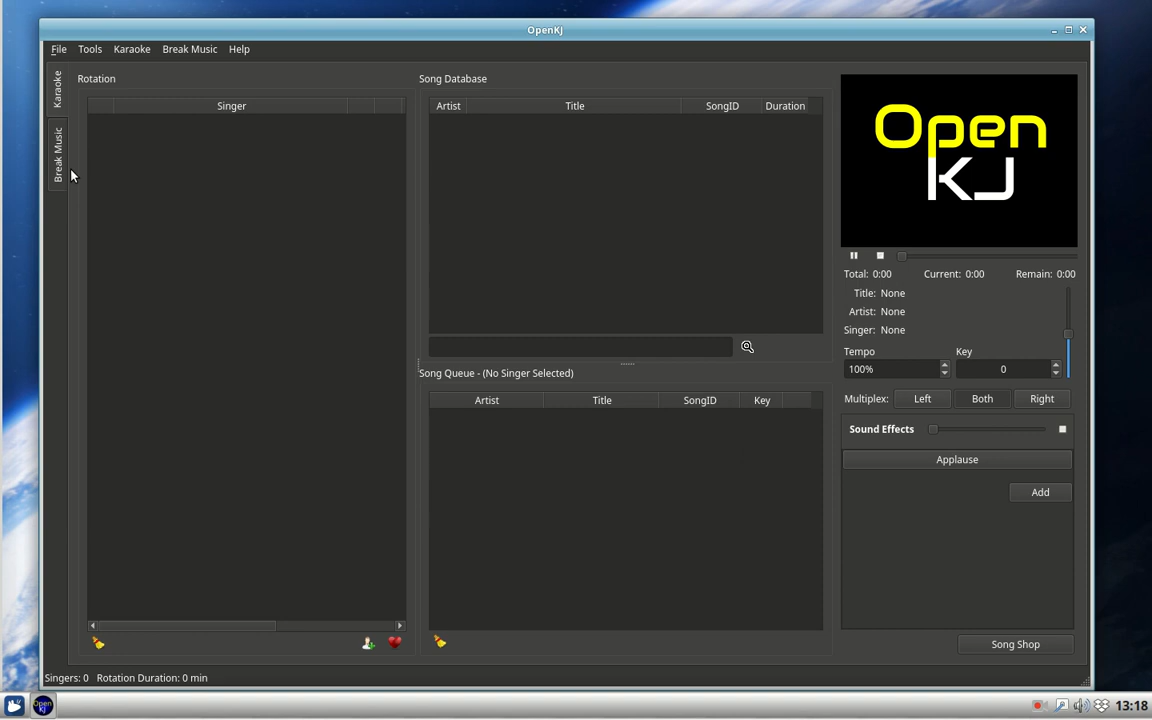 OpenKJ
File Tools Karaoke Break Music Help
Karaoke
Break Music
Rotation
Singer
Song Database
Artist Title SongID Duration
Song Queue - (No Singer Selected)
Artist Title SongID Key
Open
KJ
Total: 0:00 Current: 0:00 Remain: 0:00
Title: None
Artist: None
Singer: None
Tempo Key
100% 0
Multiplex: Left Both Right
Sound Effects
Applause
Add
Song Shop
Singers: 0 Rotation Duration: 0 min
Open
KJ
13:18